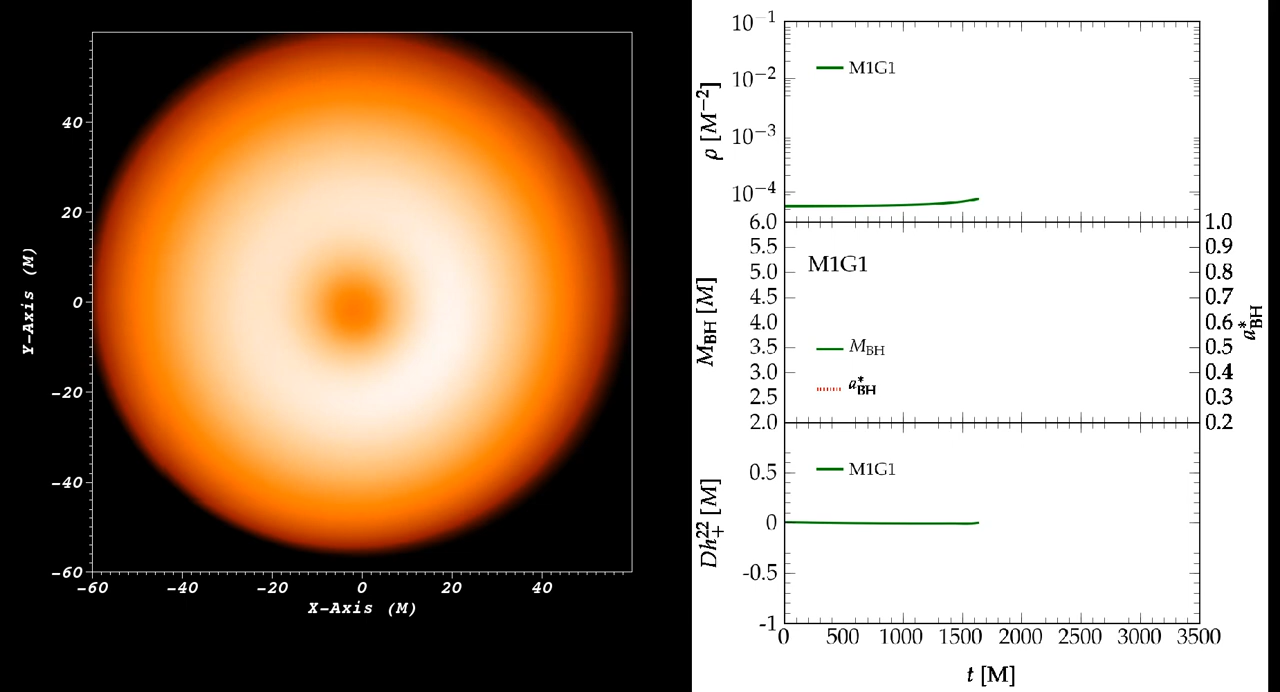 40
20
0
−20
−40
−60
Y-Axis (M)
−60 −40 −20 0 20 40
X-Axis (M)
10⁻¹
10⁻²
10⁻³
10⁻⁴
ρ [M⁻²]
M1G1
6.0
5.5
5.0
4.5
4.0
3.5
3.0
2.5
2.0
M_BH [M]
M1G1
M_BH
a*_BH
1.0
0.9
0.8
0.7
0.6
0.5
0.4
0.3
0.2
a*_BH
0.5
0
-0.5
-1
Dh₊²² [M]
M1G1
0 500 1000 1500 2000 2500 3000 3500
t [M]